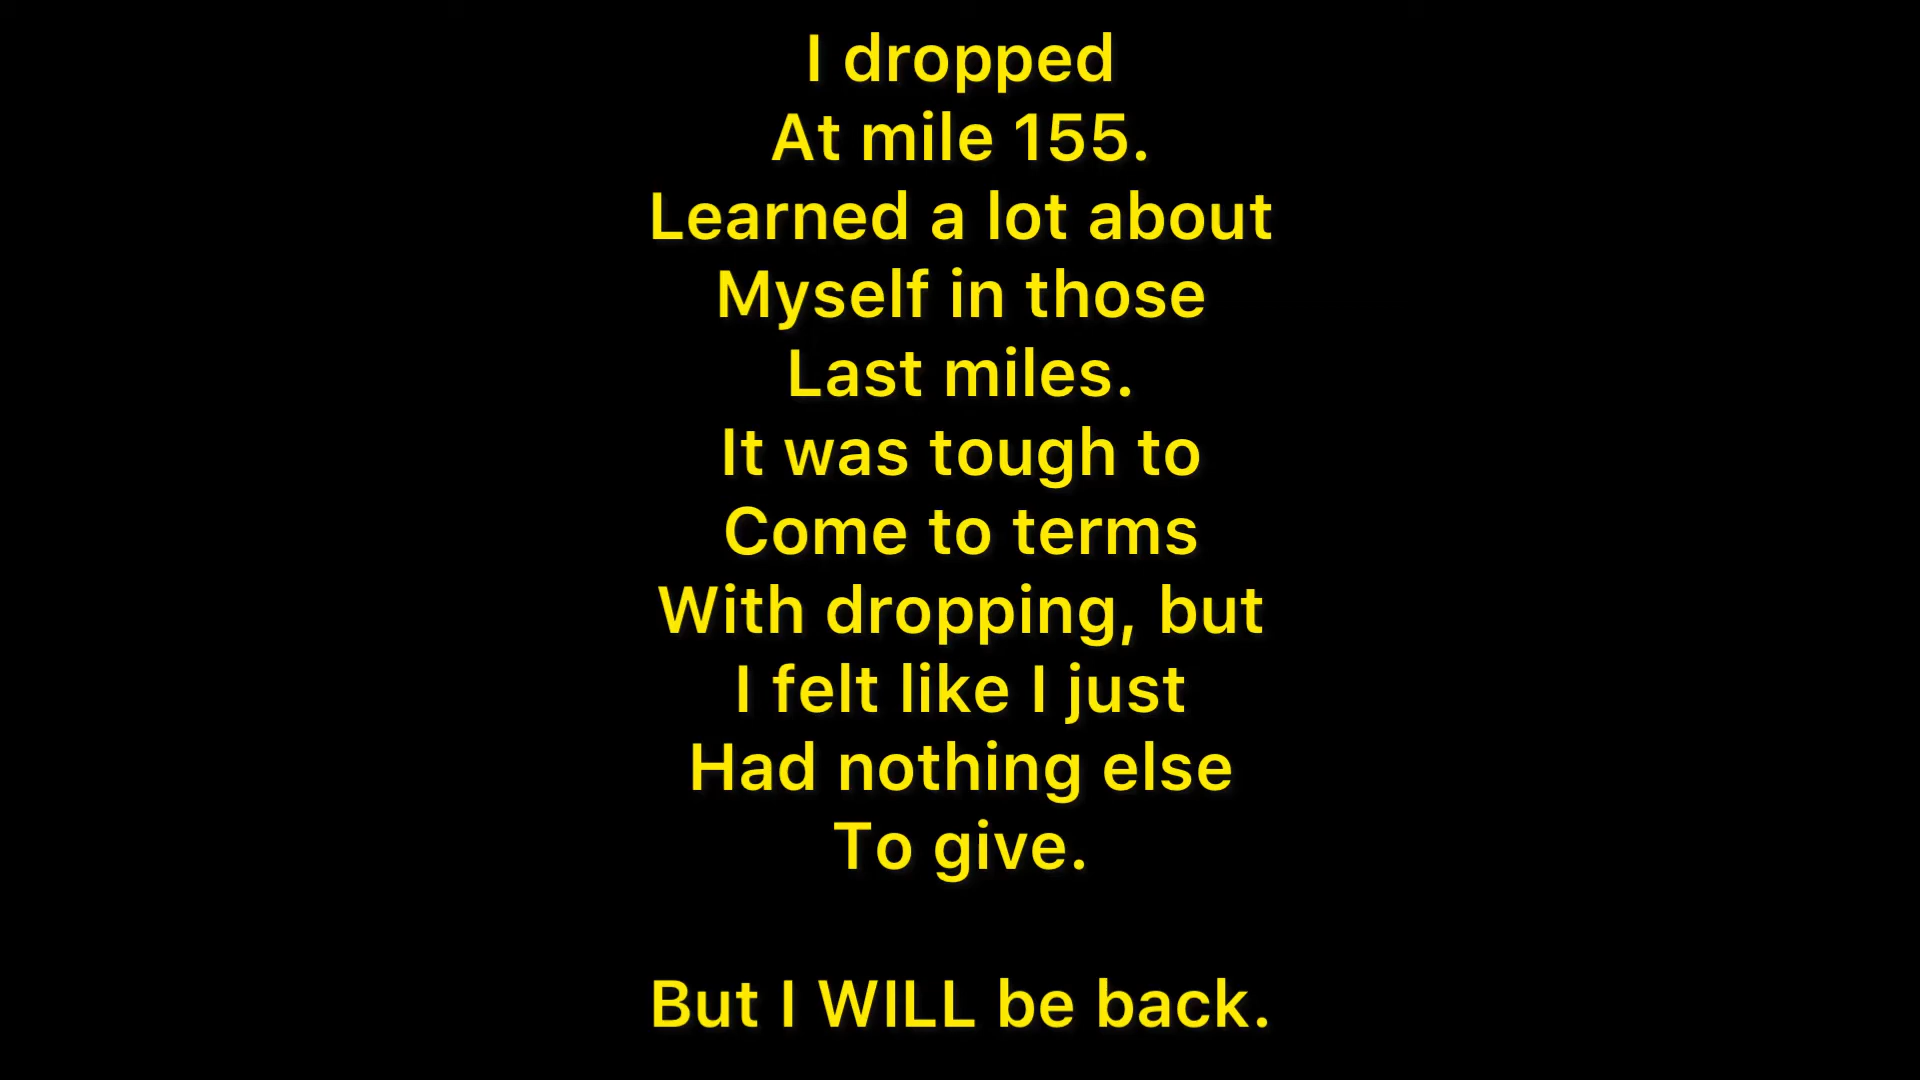 I dropped
At mile 155.
Learned a lot about
Myself in those
Last miles.
It was tough to
Come to terms
With dropping, but
I felt like I just
Had nothing else
To give.
But I WILL be back.